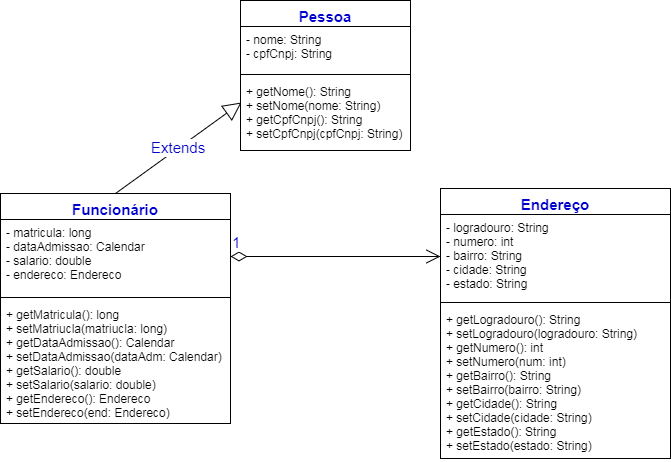 Pessoa
- nome: String
- cpfCnpj: String
+ getNome(): String
+ setNome(nome: String)
+ getCpfCnpj(): String
+ setCpfCnpj(cpfCnpj: String)
Extends
Funcionário
- matricula: long
- dataAdmissao: Calendar
- salario: double
- endereco: Endereco
+ getMatricula(): long
+ setMatriucla(matriucla: long)
+ getDataAdmissao(): Calendar
+ setDataAdmissao(dataAdm: Calendar)
+ getSalario(): double
+ setSalario(salario: double)
+ getEndereco(): Endereco
+ setEndereco(end: Endereco)
1
Endereço
- logradouro: String
- numero: int
- bairro: String
- cidade: String
- estado: String
+ getLogradouro(): String
+ setLogradouro(logradouro: String)
+ getNumero(): int
+ setNumero(num: int)
+ getBairro(): String
+ setBairro(bairro: String)
+ getCidade(): String
+ setCidade(cidade: String)
+ getEstado(): String
+ setEstado(estado: String)